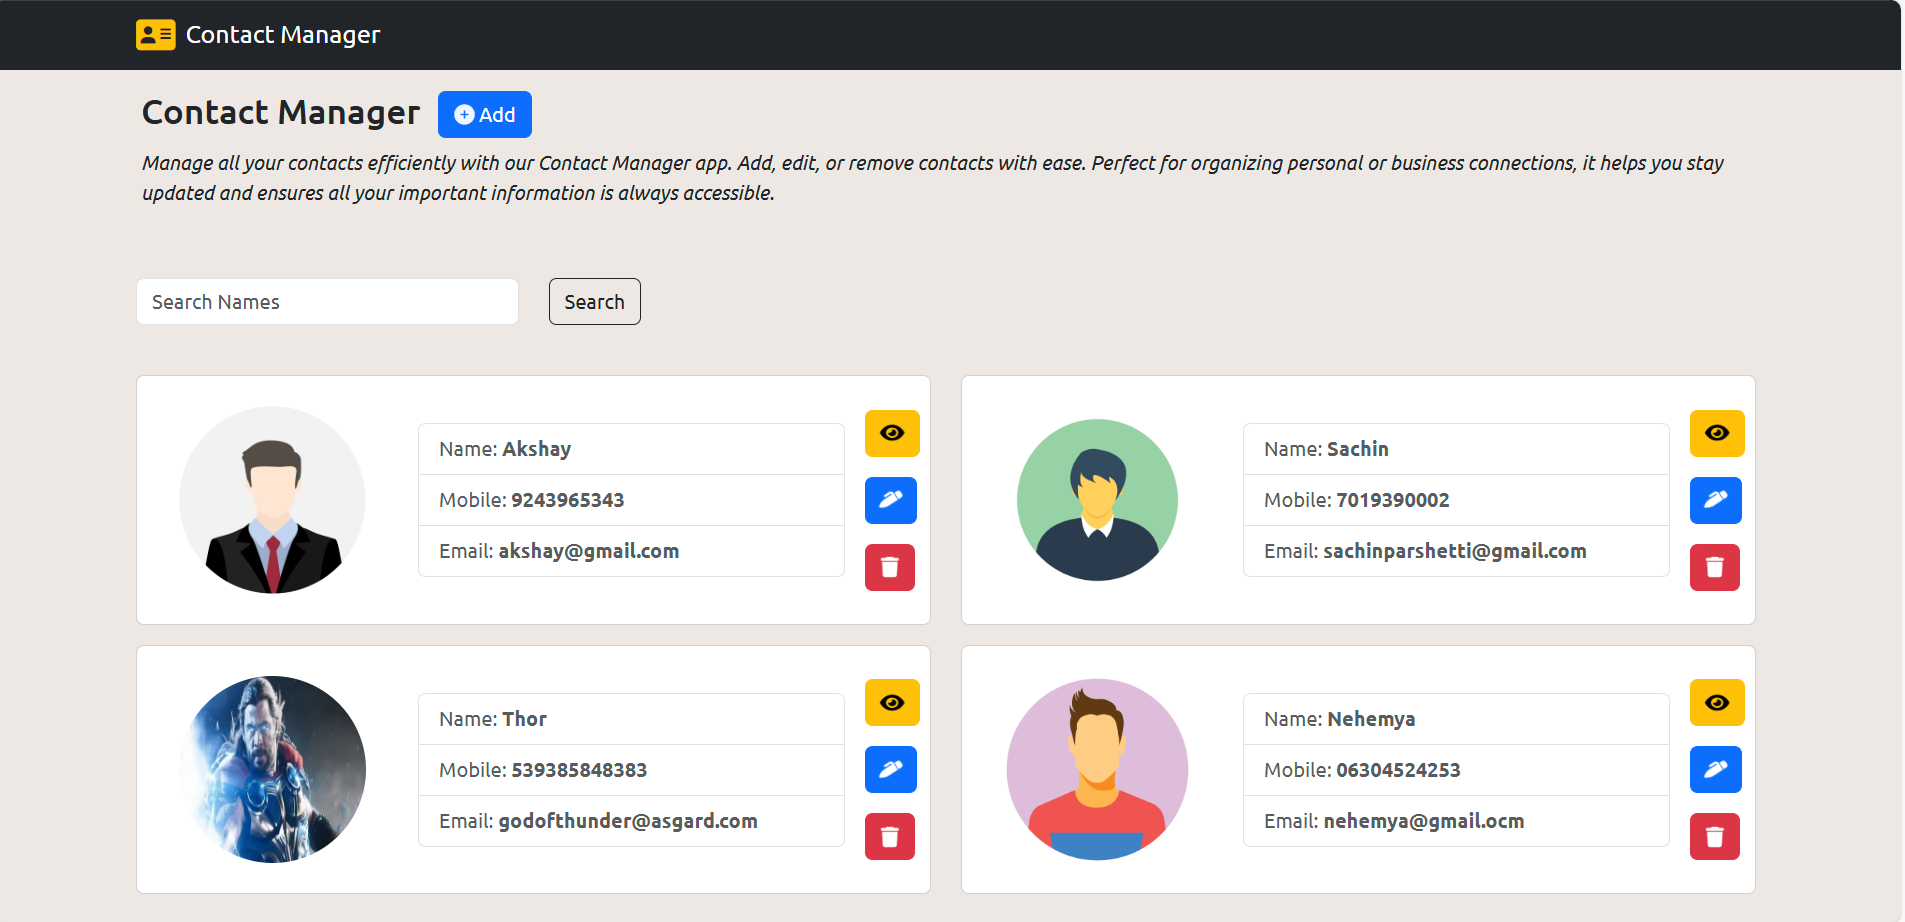 Contact Manager
Contact Manager
Add
Manage all your contacts efficiently with our Contact Manager app. Add, edit, or remove contacts with ease. Perfect for organizing personal or business connections, it helps you stay
updated and ensures all your important information is always accessible.
Search Names
Search
Name: Akshay
Mobile: 9243965343
Email: akshay@gmail.com
Name: Sachin
Mobile: 7019390002
Email: sachinparshetti@gmail.com
Name: Thor
Mobile: 539385848383
Email: godofthunder@asgard.com
Name: Nehemya
Mobile: 06304524253
Email: nehemya@gmail.ocm